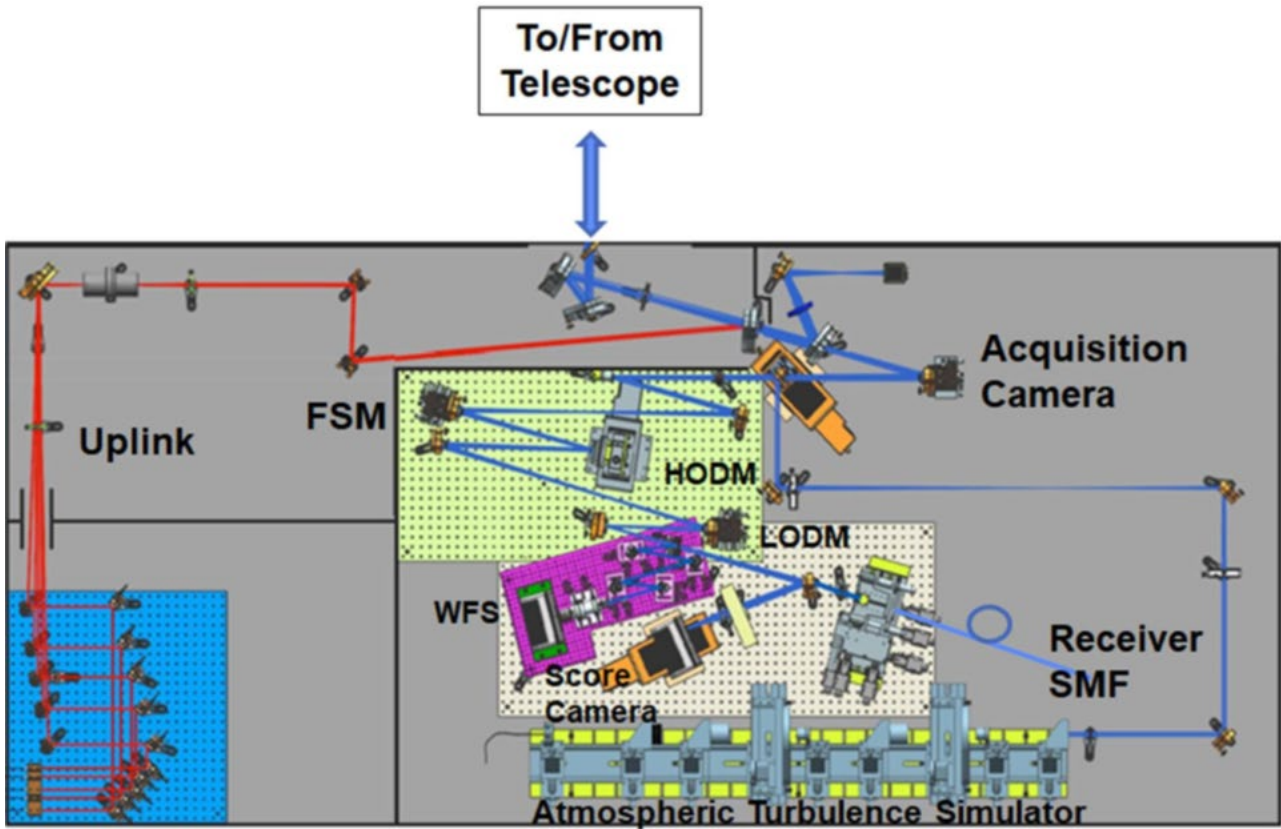 To/From
Telescope
Acquisition
Camera
FSM
Uplink
HODM
LODM
WFS
Receiver
SMF
Score
Camera
Atmospheric Turbulence Simulator